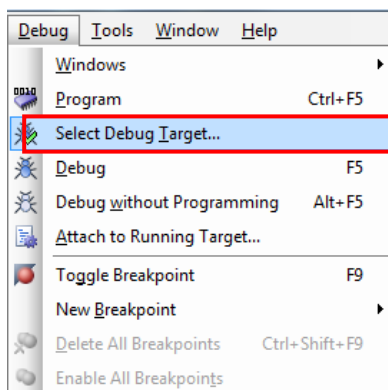 Debug Tools Window Help
Windows
0010
Program Ctrl+F5
Select Debug Target...
Debug F5
Debug without Programming Alt+F5
Attach to Running Target...
Toggle Breakpoint F9
New Breakpoint
Delete All Breakpoints Ctrl+Shift+F9
Enable All Breakpoints